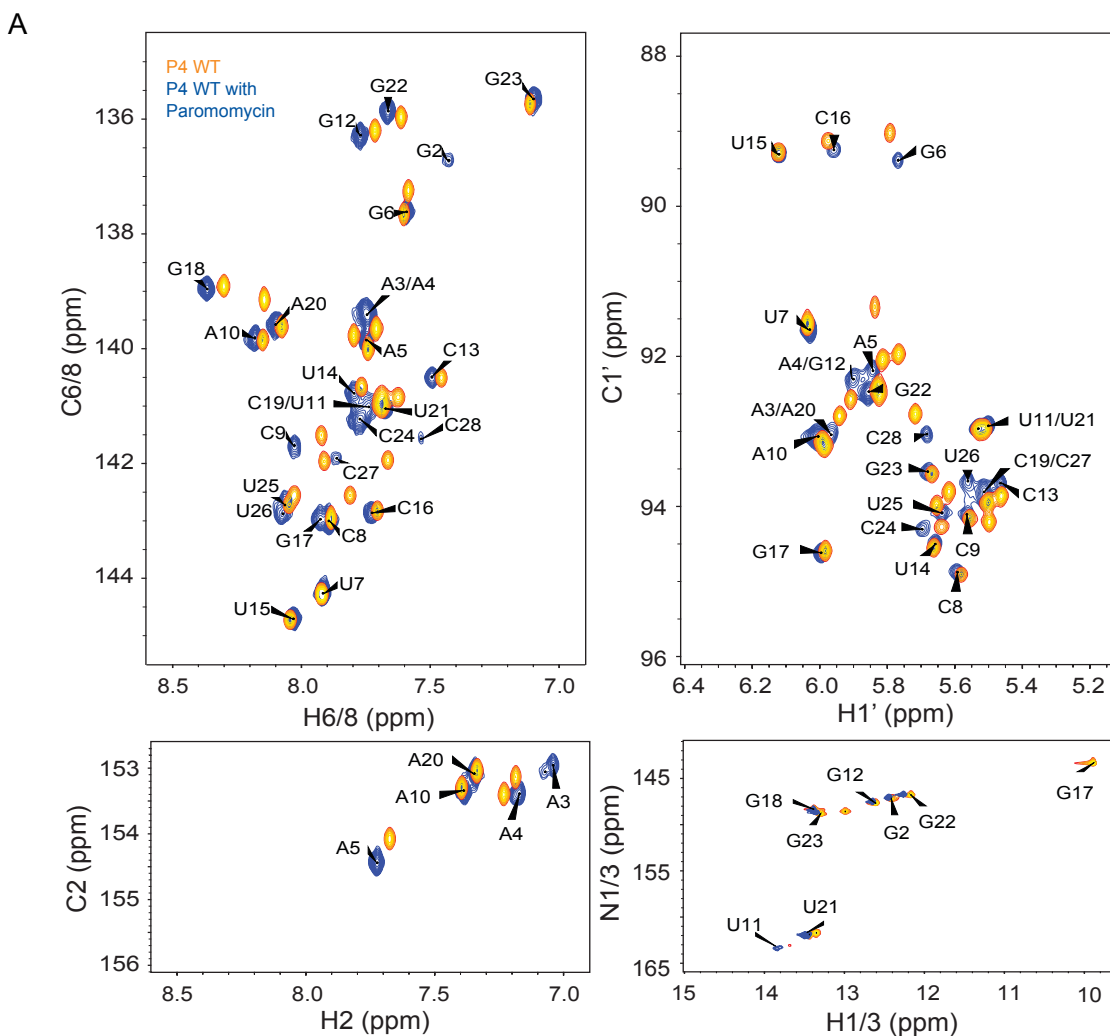 A
P4 WT
P4 WT with
Paromomycin
G23
G22
G12
G2
G6
G18
A3/A4
A20
A10
A5
C13
U14
C19/U11
U21
C24
C28
C9
C27
U25
U26
C16
G17
C8
U7
U15
136
138
140
142
144
C6/8 (ppm)
8.5
8.0
7.5
7.0
H6/8 (ppm)
C16
U15
G6
U7
A5
A4/G12
G22
A3/A20
U11/U21
A10
C28
U26
C19/C27
G23
C13
U25
C24
C9
G17
U14
C8
88
90
92
94
96
C1' (ppm)
6.4
6.0
5.8
5.6
5.4
5.2
H1' (ppm)
A20
A10
A3
A4
A5
153
154
155
156
C2 (ppm)
8.5
8.0
7.5
7.0
H2 (ppm)
G12
G17
G18
G23
G2
G22
U21
U11
145
155
165
N1/3 (ppm)
15
14
13
12
11
10
H1/3 (ppm)